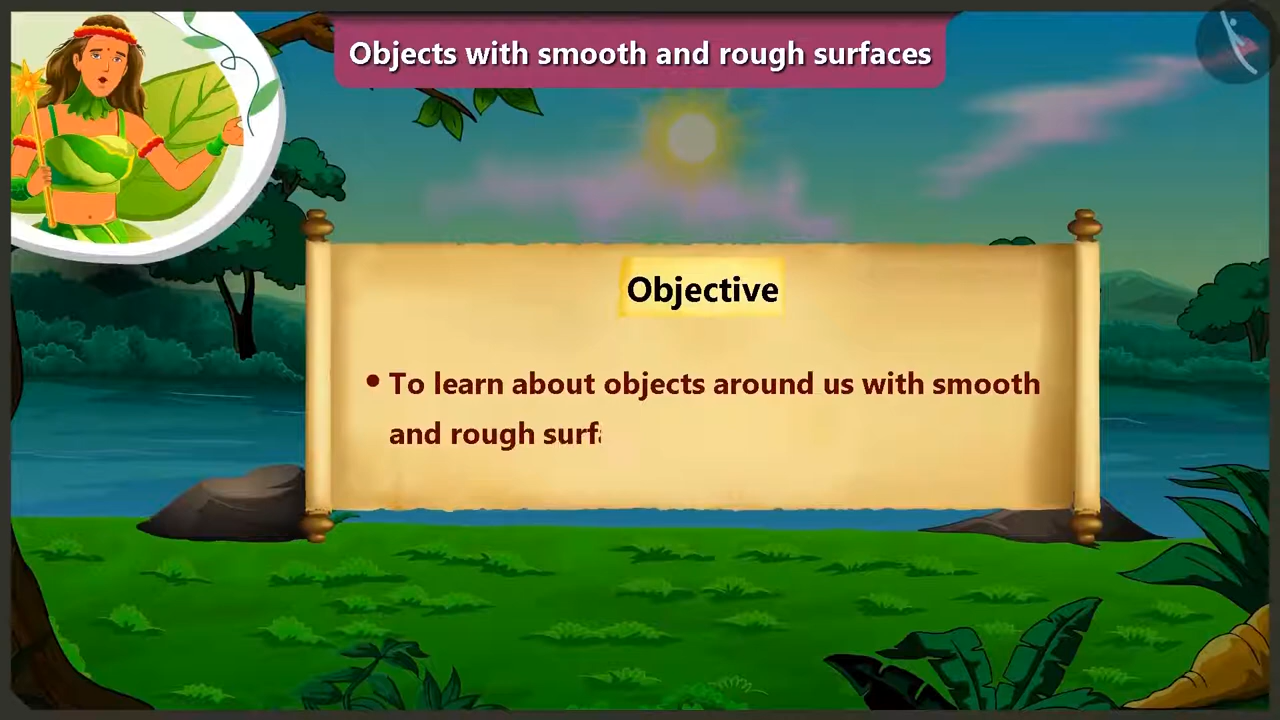 Objects with smooth and rough surfaces
Objective
• To learn about objects around us with smooth
and rough surf